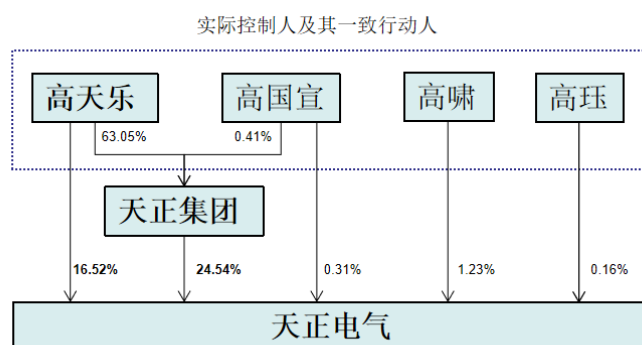 实际控制人及其一致行动人
高天乐 高国宣 高啸 高珏
63.05% 0.41%
天正集团
16.52% 24.54% 0.31% 1.23% 0.16%
天正电气